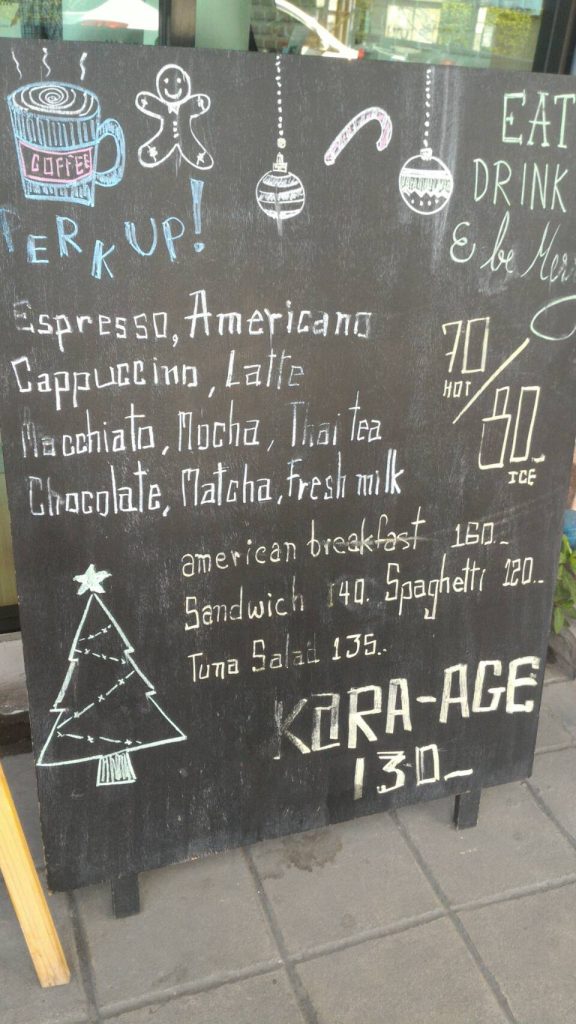 COFFEE
PERK UP!
EAT
DRINK
& be Mer
Espresso, Americano
Cappuccino, Latte
Macchiato, Mocha, Thai tea
Chocolate, Matcha, Fresh milk
70 HOT / 80 ICE
american breakfast 160.-
Sandwich 140. Spaghetti 120.-
Tuna Salad 135.-
KARA-AGE
130-